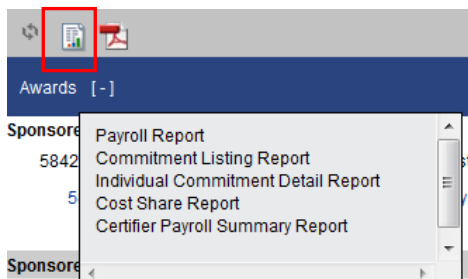 Awards [-]
Sponsore
Payroll Report
5842
Commitment Listing Report
Individual Commitment Detail Report
5
Cost Share Report
Certifier Payroll Summary Report
Sponsore